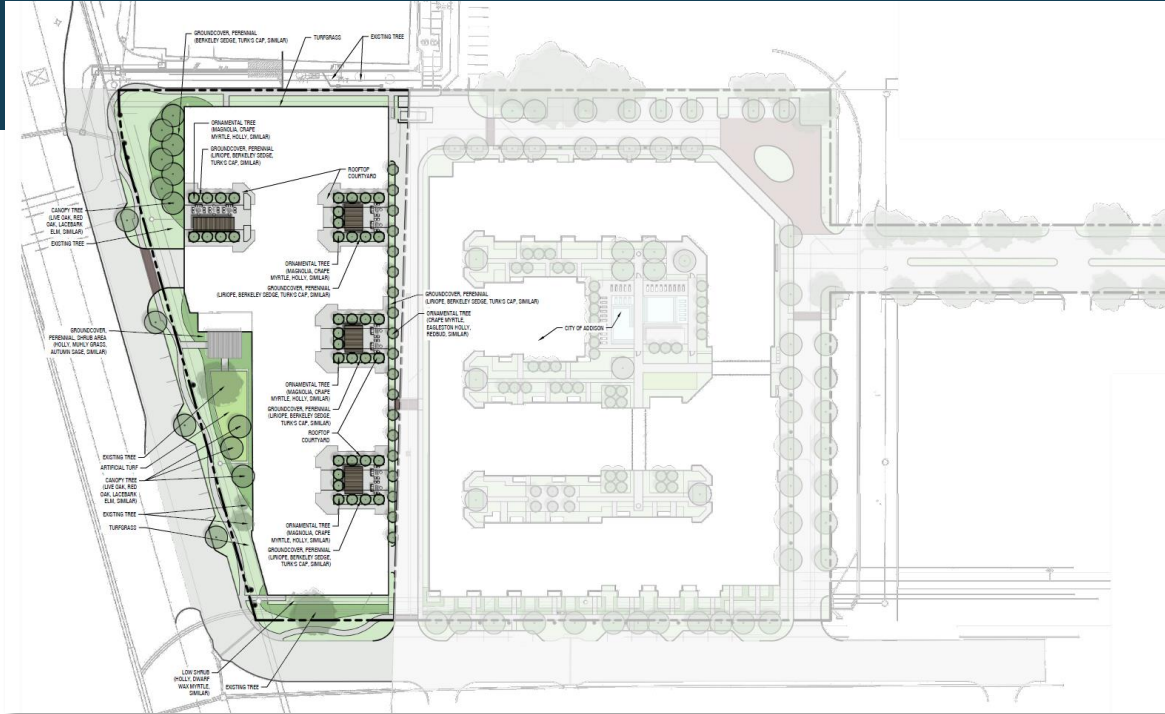 GROUNDCOVER, PERENNIAL
(BERKELEY SEDGE, TURK'S CAP, SIMILAR)
TURFGRASS
EXISTING TREE
ORNAMENTAL TREE
(MAGNOLIA, CRAPE
MYRTLE, HOLLY, SIMILAR)
GROUNDCOVER, PERENNIAL
(LIRIOPE, BERKELEY SEDGE,
TURK'S CAP, SIMILAR)
ROOFTOP
COURTYARD
CANOPY TREE
(LIVE OAK, RED
OAK, LACEBARK
ELM, SIMILAR)
EXISTING TREE
ORNAMENTAL TREE
(MAGNOLIA, CRAPE
MYRTLE, HOLLY, SIMILAR)
GROUNDCOVER, PERENNIAL
(LIRIOPE, BERKELEY SEDGE, TURK'S CAP, SIMILAR)
GROUNDCOVER, PERENNIAL
(LIRIOPE, BERKELEY SEDGE, TURK'S CAP, SIMILAR)
ORNAMENTAL TREE
(CRAPE MYRTLE,
EAGLESTON HOLLY,
REDBUD, SIMILAR)
CITY OF ADDISON
GROUNDCOVER,
PERENNIAL, SHRUB AREA
(HOLLY, MUHLY GRASS,
AUTUMN SAGE, SIMILAR)
ORNAMENTAL TREE
(MAGNOLIA, CRAPE
MYRTLE, HOLLY, SIMILAR)
GROUNDCOVER, PERENNIAL
(LIRIOPE, BERKELEY SEDGE,
TURK'S CAP, SIMILAR)
ROOFTOP
COURTYARD
EXISTING TREE
ARTIFICIAL TURF
CANOPY TREE
(LIVE OAK, RED
OAK, LACEBARK
ELM, SIMILAR)
EXISTING TREE
TURFGRASS
ORNAMENTAL TREE
(MAGNOLIA, CRAPE
MYRTLE, HOLLY, SIMILAR)
GROUNDCOVER, PERENNIAL
(LIRIOPE, BERKELEY SEDGE,
TURK'S CAP, SIMILAR)
LOW SHRUB
(HOLLY, DWARF
WAX MYRTLE,
SIMILAR)
EXISTING TREE